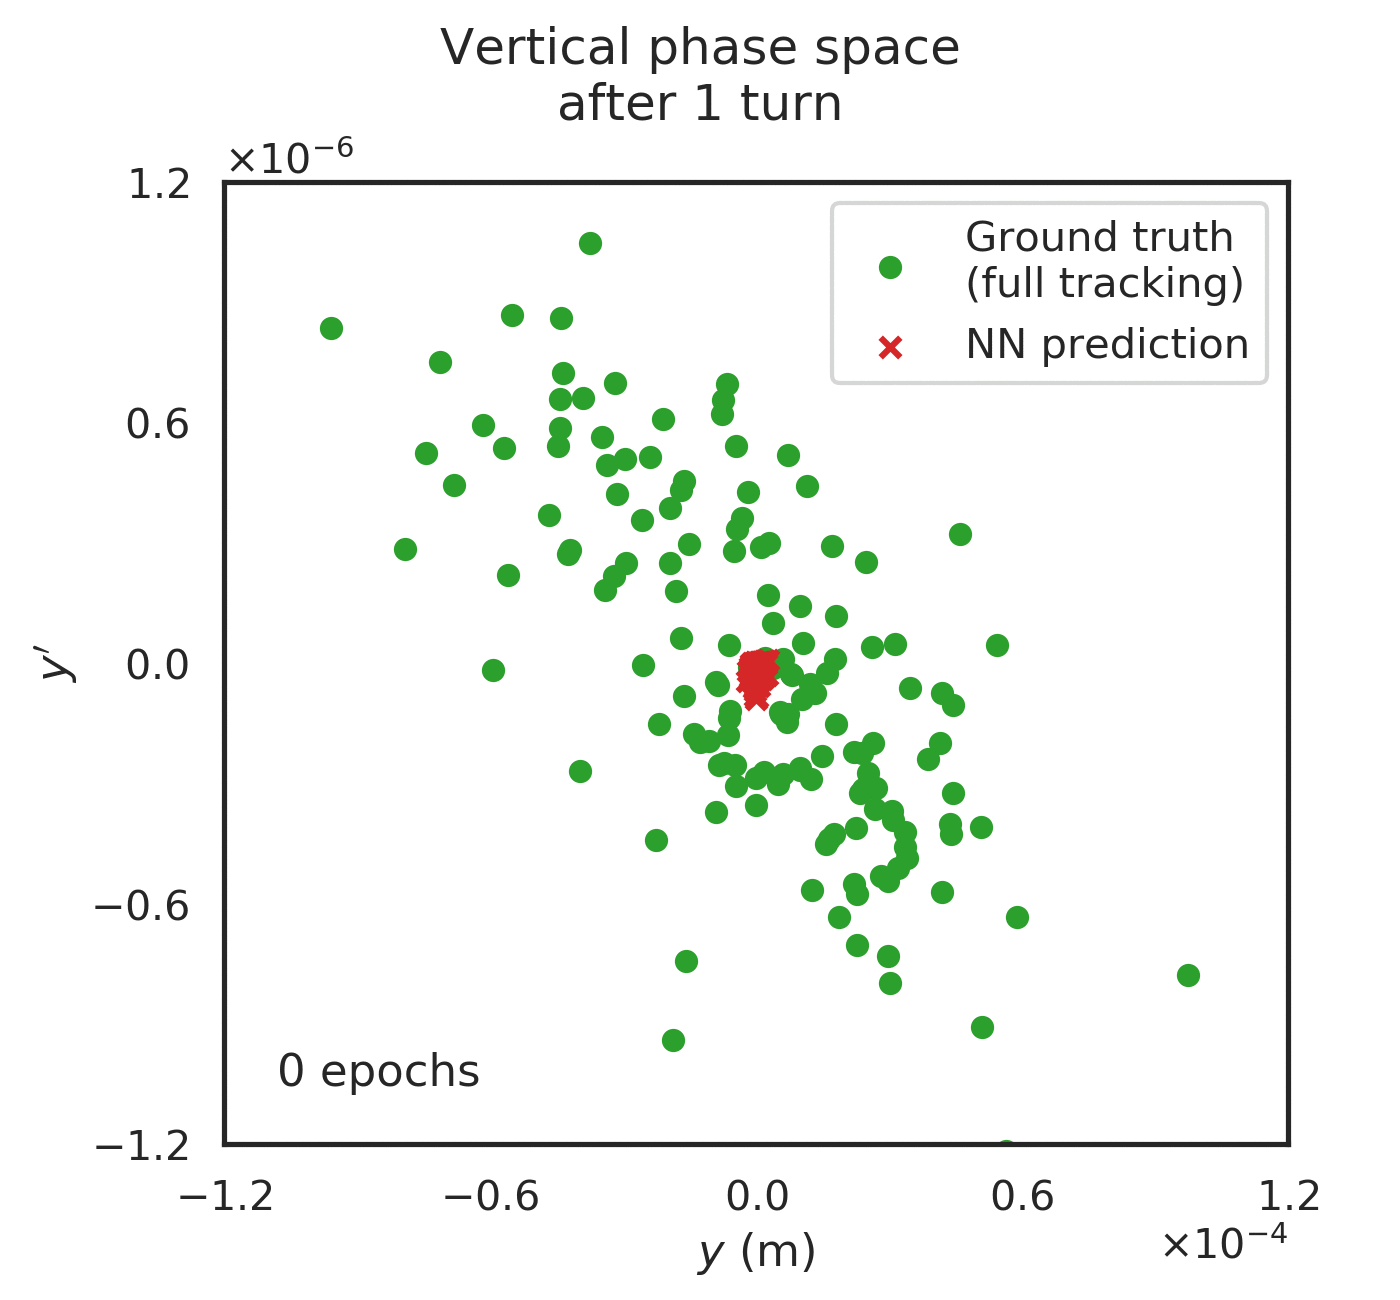 Vertical phase space
after 1 turn
×10⁻⁶
1.2
0.6
0.0
−0.6
−1.2
y′
Ground truth
(full tracking)
NN prediction
0 epochs
−1.2 −0.6 0.0 0.6 1.2
y (m)
×10⁻⁴